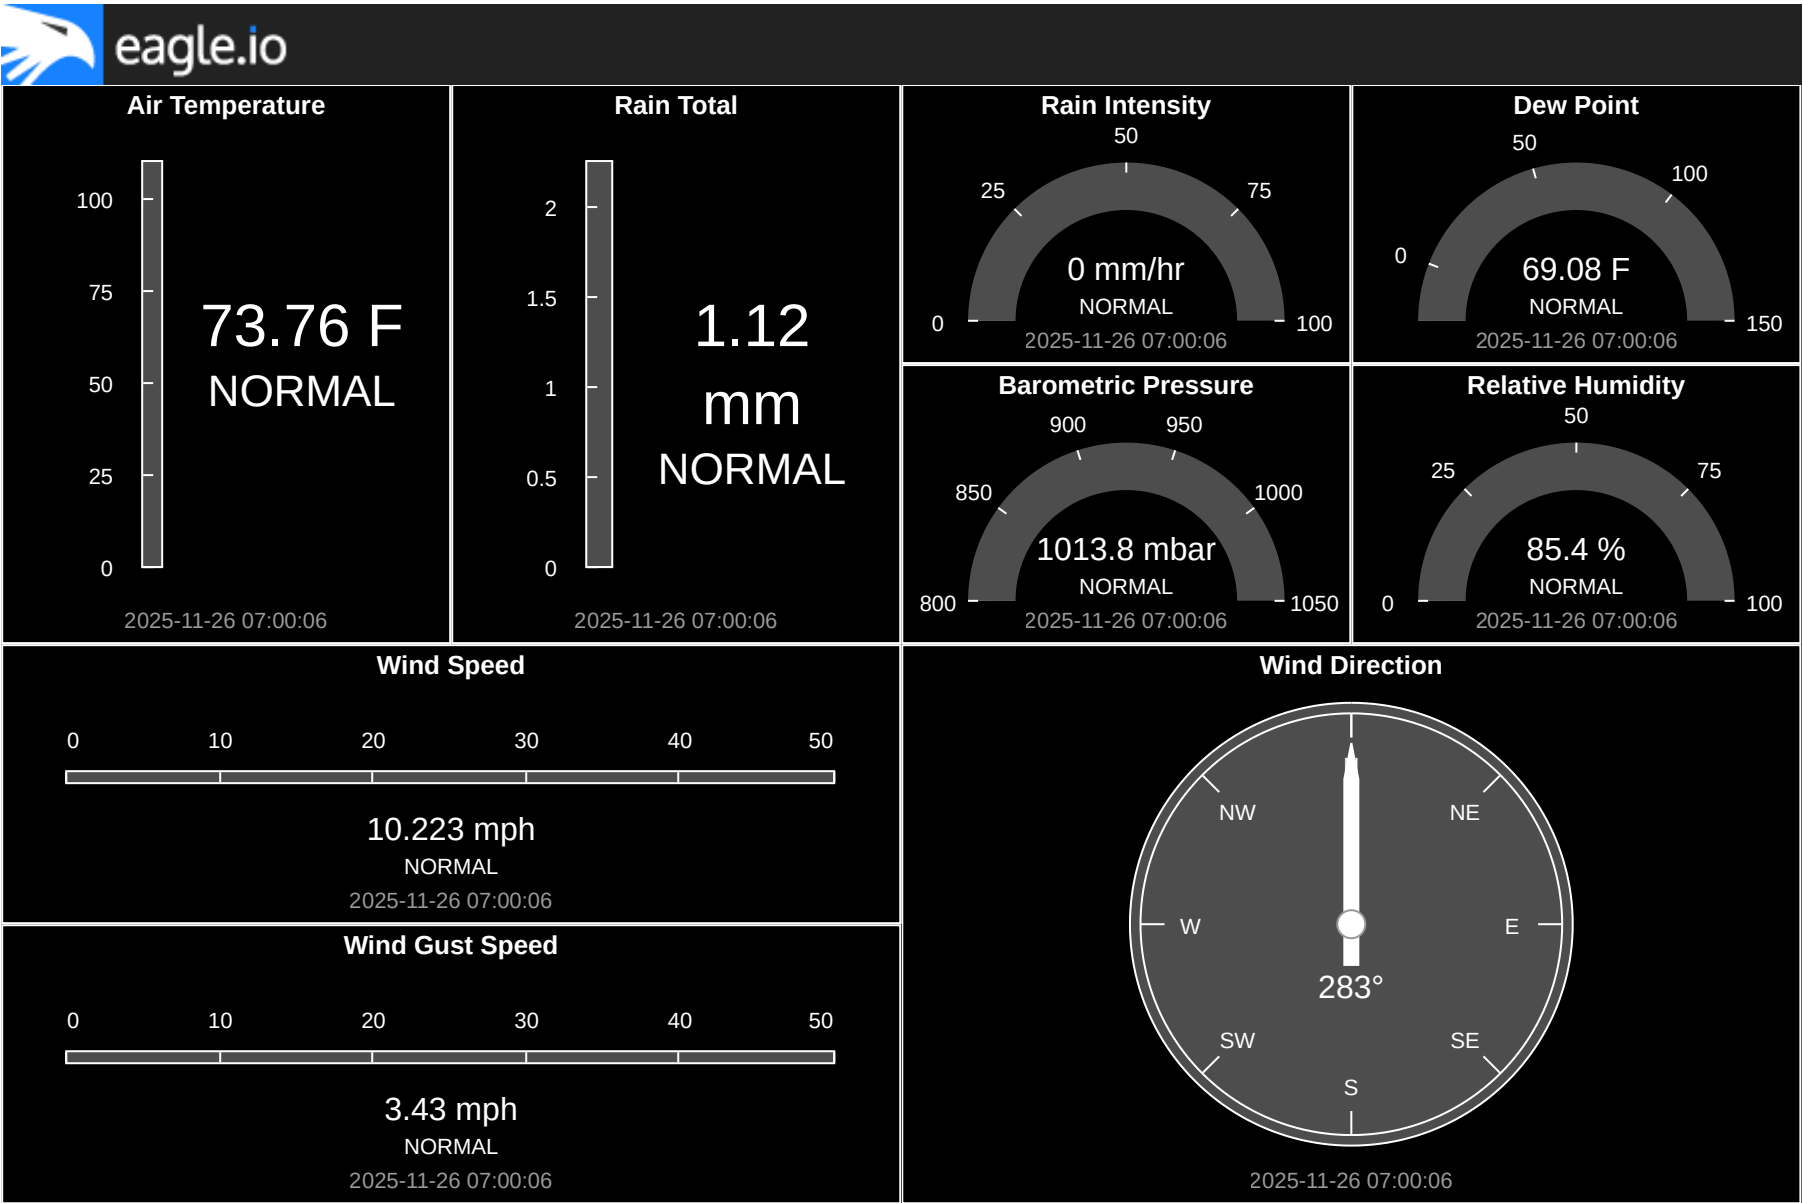 eagle.io
Air Temperature
100
75
50
25
0
73.76 F
NORMAL
2025-11-26 07:00:06
Rain Total
2
1.5
1
0.5
0
1.12
mm
NORMAL
2025-11-26 07:00:06
Rain Intensity
50
25
75
0
100
0 mm/hr
NORMAL
2025-11-26 07:00:06
Dew Point
50
100
0
150
69.08 F
NORMAL
2025-11-26 07:00:06
Barometric Pressure
900
950
850
1000
800
1050
1013.8 mbar
NORMAL
2025-11-26 07:00:06
Relative Humidity
50
25
75
0
100
85.4 %
NORMAL
2025-11-26 07:00:06
Wind Speed
0 10 20 30 40 50
10.223 mph
NORMAL
2025-11-26 07:00:06
Wind Gust Speed
0 10 20 30 40 50
3.43 mph
NORMAL
2025-11-26 07:00:06
Wind Direction
NW NE
W E
283°
SW SE
S
2025-11-26 07:00:06